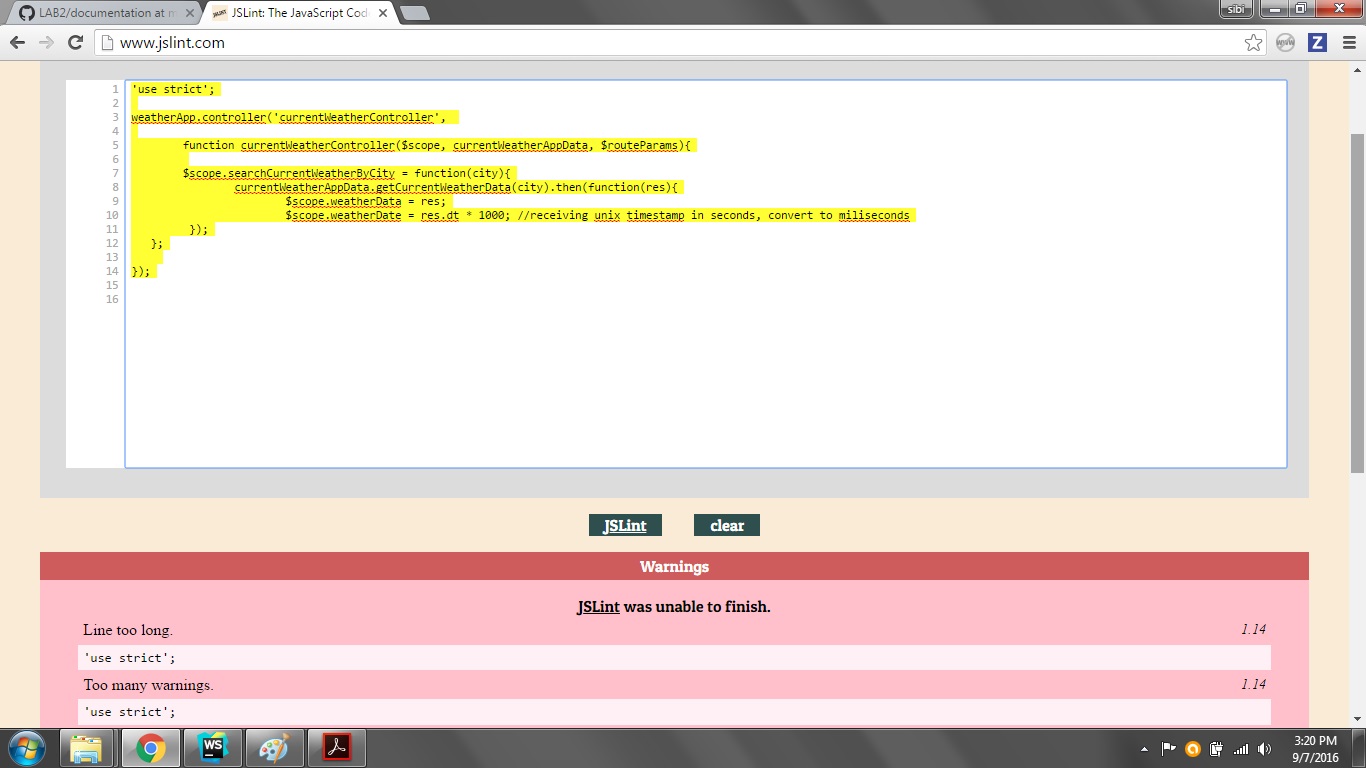 LAB2/documentation at m
JSLint: The JavaScript Cod
sibi
www.jslint.com
Z
1 'use strict';
2
3 weatherApp.controller('currentWeatherController',
4
5 function currentWeatherController($scope, currentWeatherAppData, $routeParams){
6
7 $scope.searchCurrentWeatherByCity = function(city){
8 currentWeatherAppData.getCurrentWeatherData(city).then(function(res){
9 $scope.weatherData = res;
10 $scope.weatherDate = res.dt * 1000; //receiving unix timestamp in seconds, convert to miliseconds
11 });
12 };
13
14 });
15
16
JSLint clear
Warnings
JSLint was unable to finish.
Line too long. 1.14
'use strict';
Too many warnings. 1.14
'use strict';
WS
3:20 PM
9/7/2016